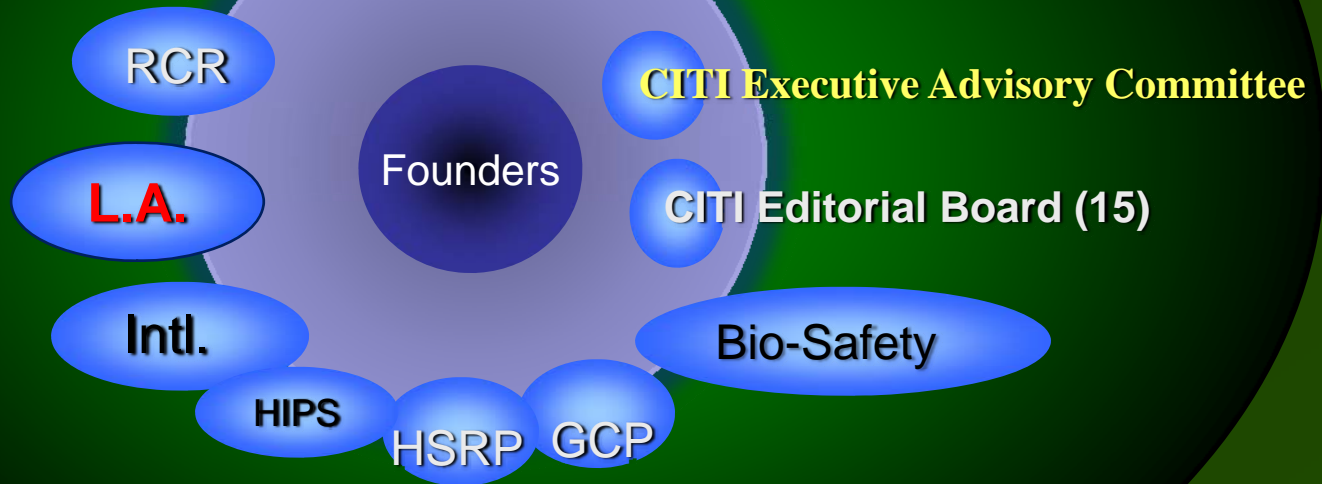 RCR
CITI Executive Advisory Committee
Founders
L.A.
CITI Editorial Board (15)
Intl.
Bio-Safety
HIPS
HSRP
GCP